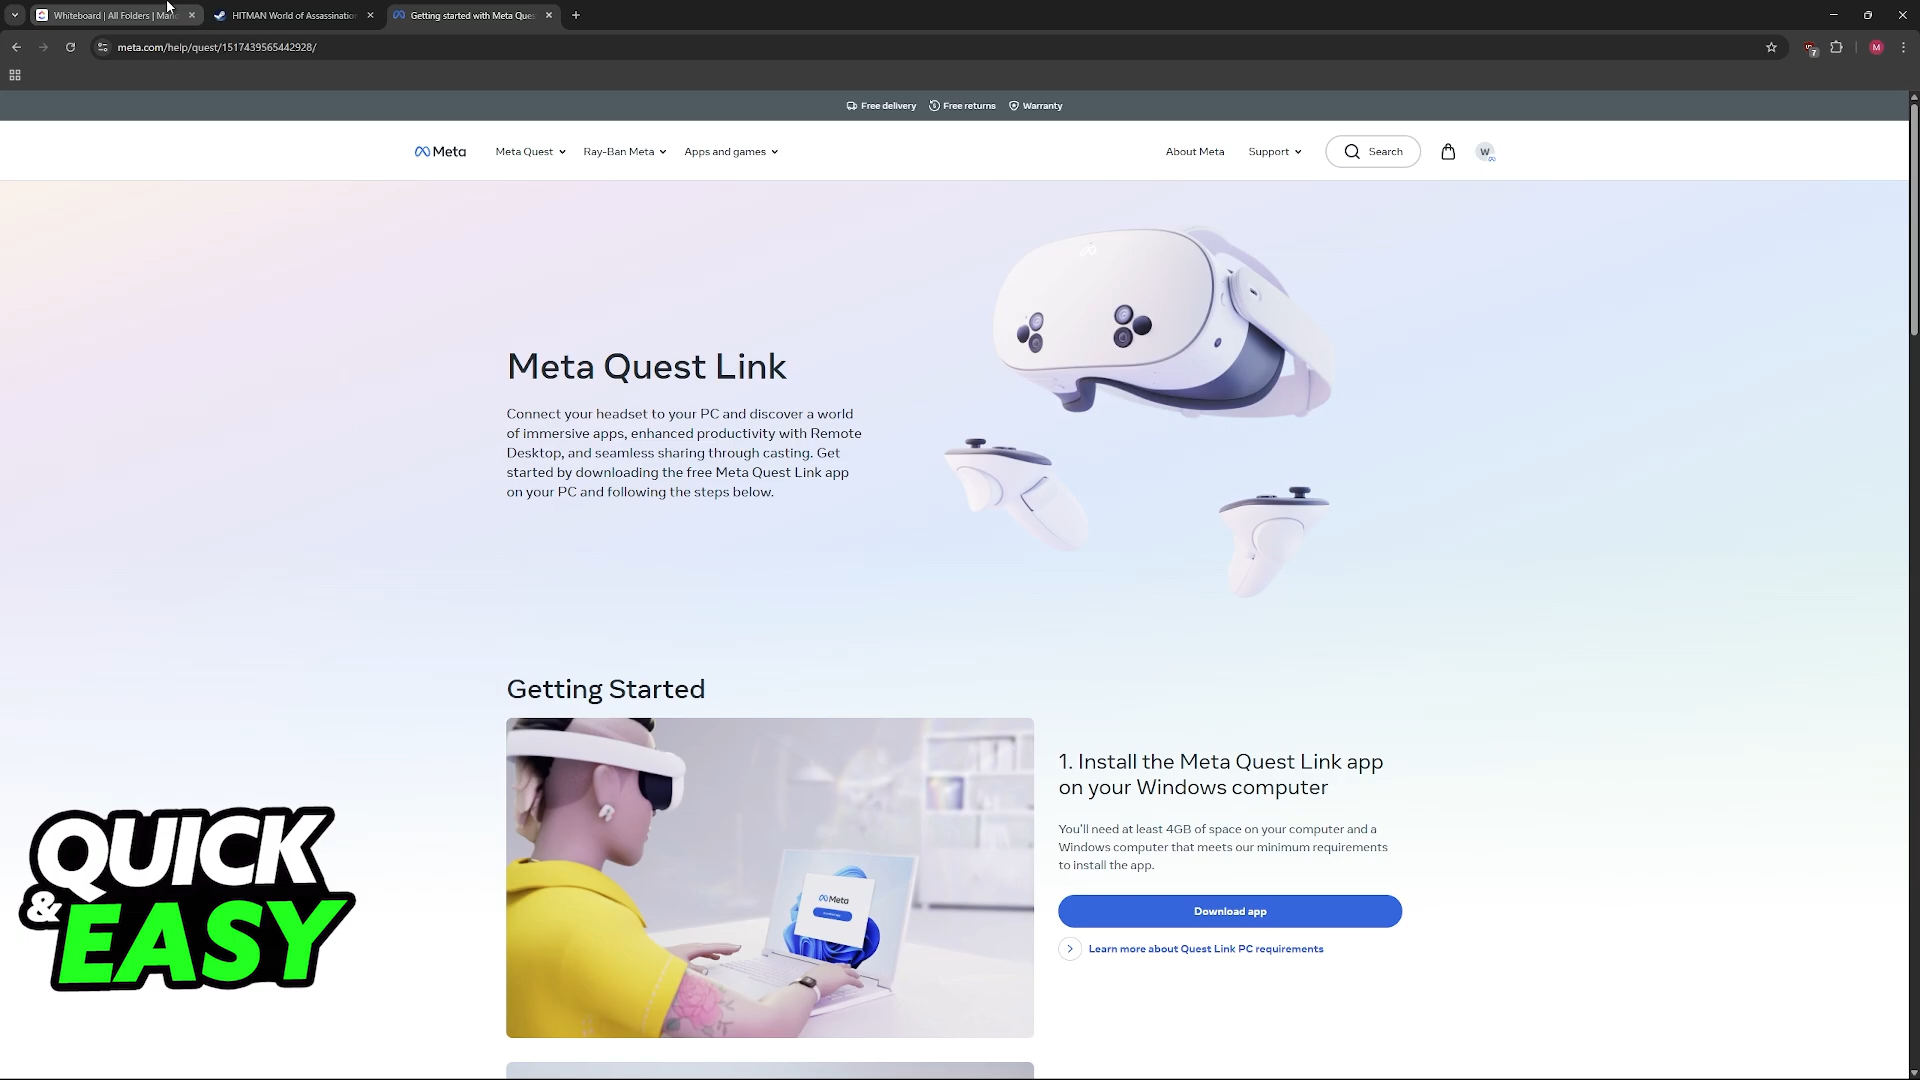 Whiteboard | All Folders | Man
HITMAN World of Assassination
Getting started with Meta Ques
meta.com/help/quest/1517439565442928/
7
M
Free delivery
Free returns
Warranty
Meta
Meta Quest
Ray-Ban Meta
Apps and games
About Meta
Support
Search
W
Meta Quest Link
Connect your headset to your PC and discover a world
of immersive apps, enhanced productivity with Remote
Desktop, and seamless sharing through casting. Get
started by downloading the free Meta Quest Link app
on your PC and following the steps below.
Getting Started
Meta
1. Install the Meta Quest Link app
on your Windows computer
You'll need at least 4GB of space on your computer and a
Windows computer that meets our minimum requirements
to install the app.
Download app
Learn more about Quest Link PC requirements
QUICK
& EASY